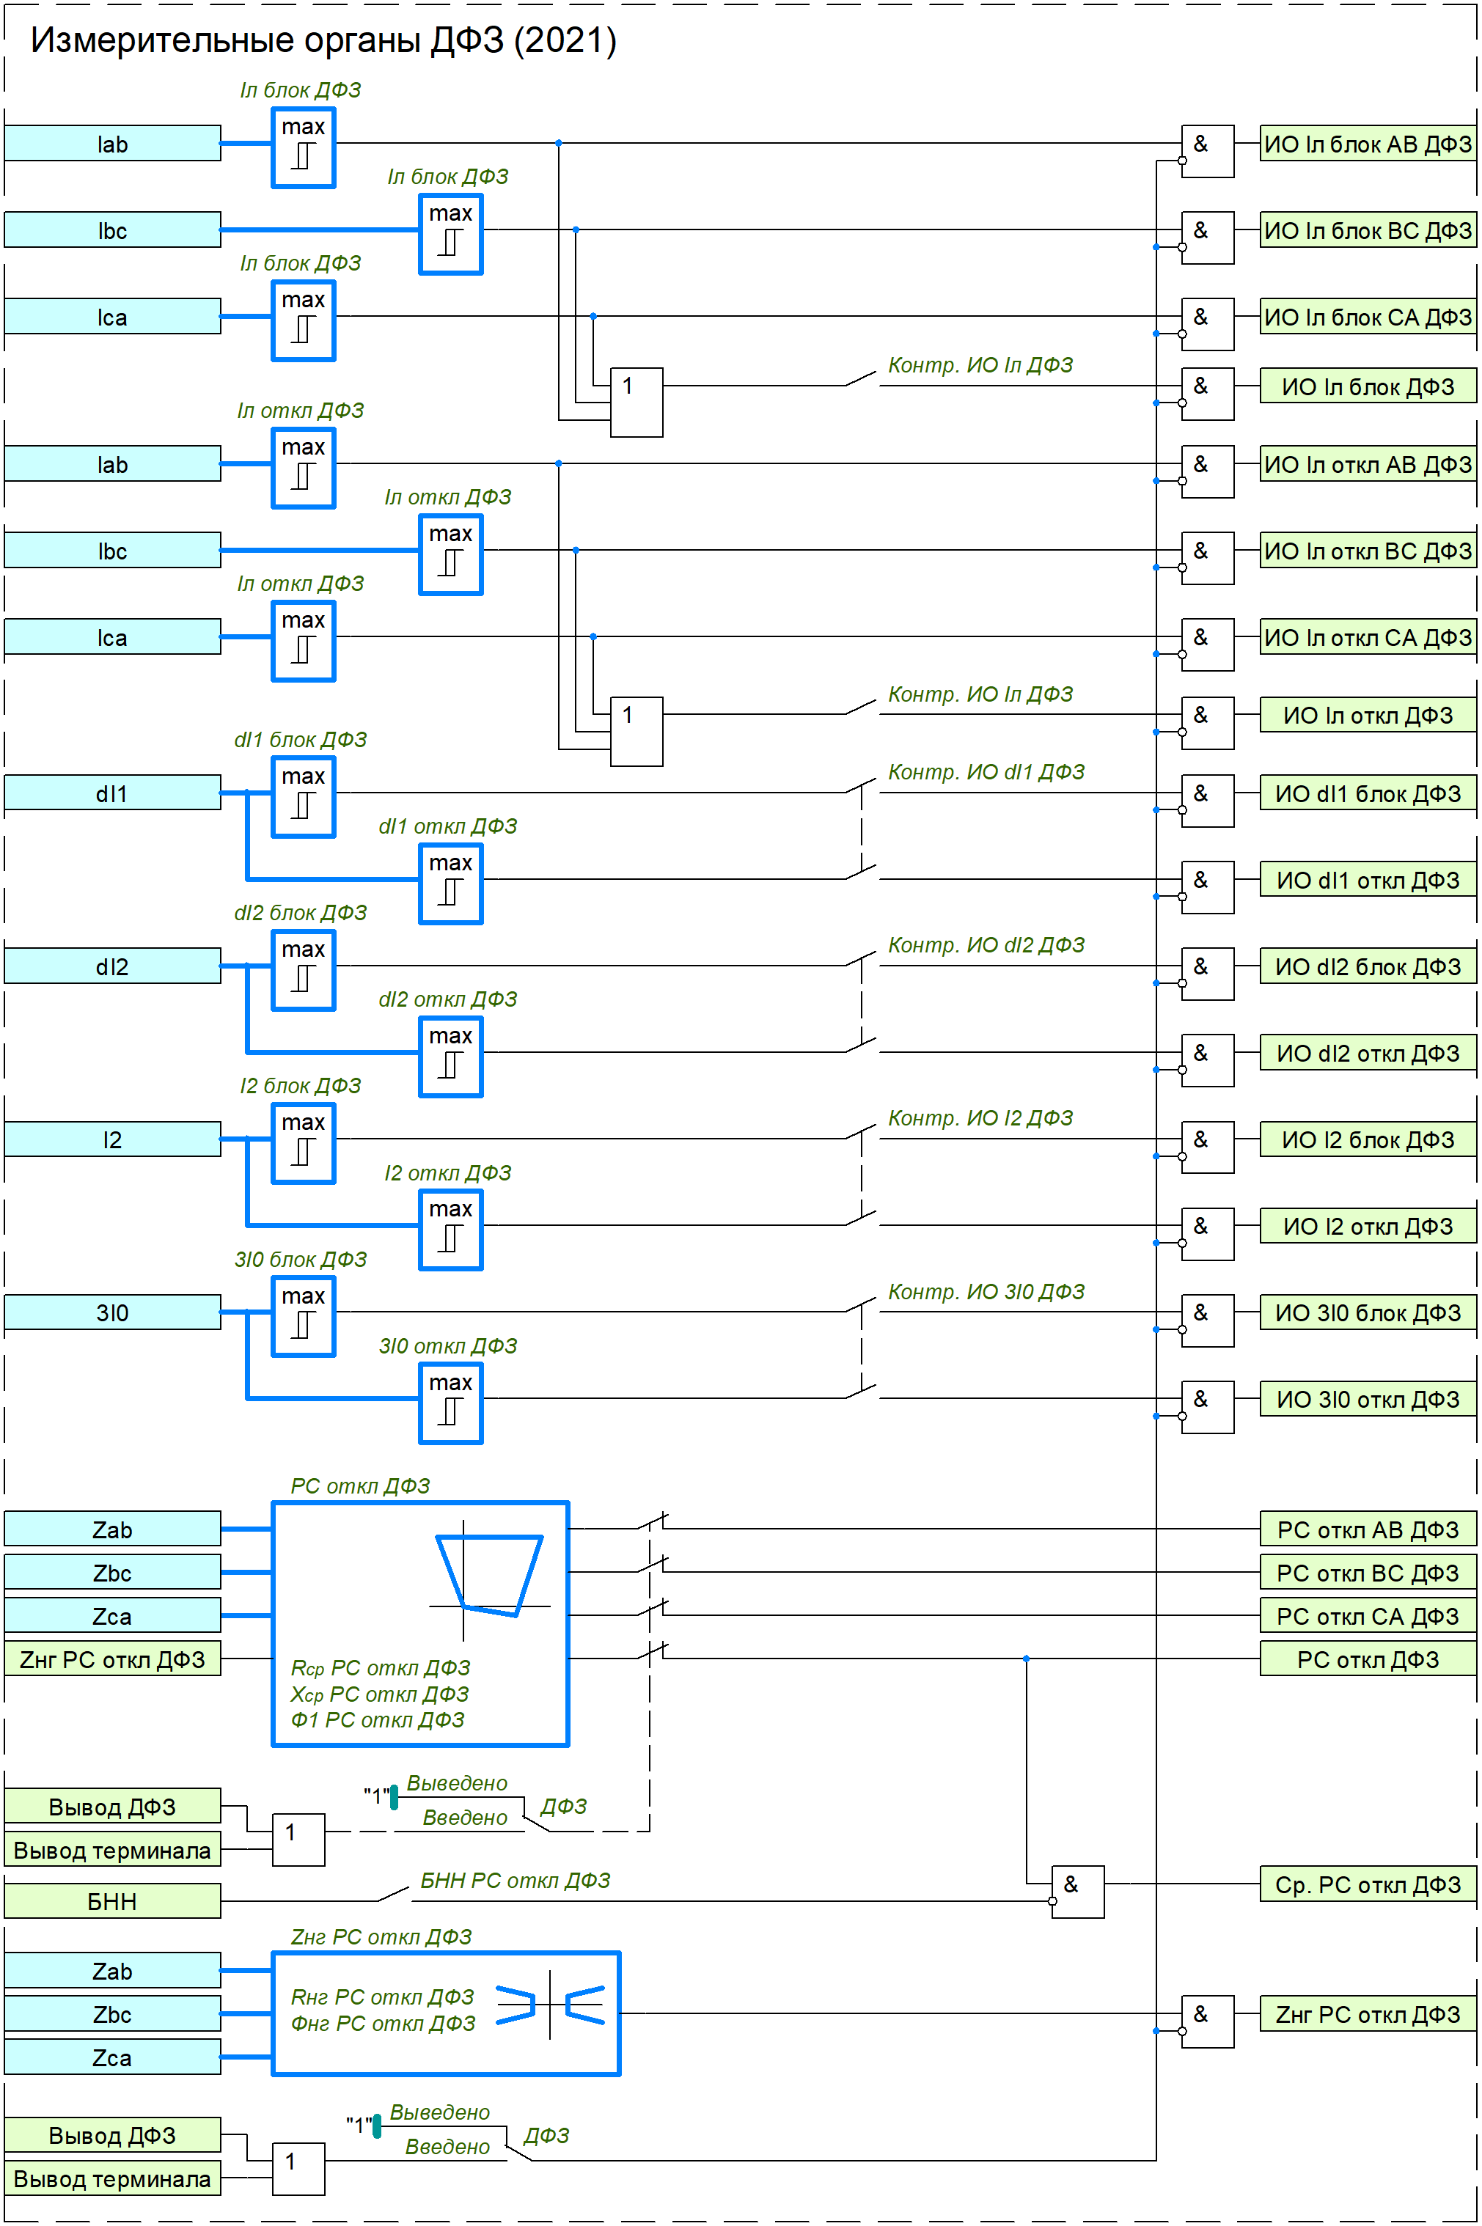 Измерительные органы ДФЗ (2021)
Iл блок ДФЗ
Iab
max
&
ИО Iл блок AB ДФЗ
Iл блок ДФЗ
Ibc
max
&
ИО Iл блок BC ДФЗ
Iл блок ДФЗ
Ica
max
&
ИО Iл блок CA ДФЗ
1
Контр. ИО Iл ДФЗ
&
ИО Iл блок ДФЗ
Iл откл ДФЗ
Iab
max
&
ИО Iл откл AB ДФЗ
Iл откл ДФЗ
Ibc
max
&
ИО Iл откл BC ДФЗ
Iл откл ДФЗ
Ica
max
&
ИО Iл откл CA ДФЗ
1
Контр. ИО Iл ДФЗ
&
ИО Iл откл ДФЗ
dI1 блок ДФЗ
dI1
max
Контр. ИО dI1 ДФЗ
&
ИО dI1 блок ДФЗ
dI1 откл ДФЗ
max
&
ИО dI1 откл ДФЗ
dI2 блок ДФЗ
dI2
max
Контр. ИО dI2 ДФЗ
&
ИО dI2 блок ДФЗ
dI2 откл ДФЗ
max
&
ИО dI2 откл ДФЗ
I2 блок ДФЗ
I2
max
Контр. ИО I2 ДФЗ
&
ИО I2 блок ДФЗ
I2 откл ДФЗ
max
&
ИО I2 откл ДФЗ
3I0 блок ДФЗ
3I0
max
Контр. ИО 3I0 ДФЗ
&
ИО 3I0 блок ДФЗ
3I0 откл ДФЗ
max
&
ИО 3I0 откл ДФЗ
РС откл ДФЗ
Zab
РС откл AB ДФЗ
Zbc
РС откл BC ДФЗ
Zca
РС откл CA ДФЗ
Zнг РС откл ДФЗ
РС откл ДФЗ
Rср РС откл ДФЗ
Xср РС откл ДФЗ
Ф1 РС откл ДФЗ
Вывод ДФЗ
Вывод терминала
1
"1"
Выведено
Введено
ДФЗ
БНН
БНН РС откл ДФЗ
&
Ср. РС откл ДФЗ
Zнг РС откл ДФЗ
Zab
Zbc
Zca
Rнг РС откл ДФЗ
Фнг РС откл ДФЗ
&
Zнг РС откл ДФЗ
Вывод ДФЗ
Вывод терминала
1
"1"
Выведено
Введено
ДФЗ